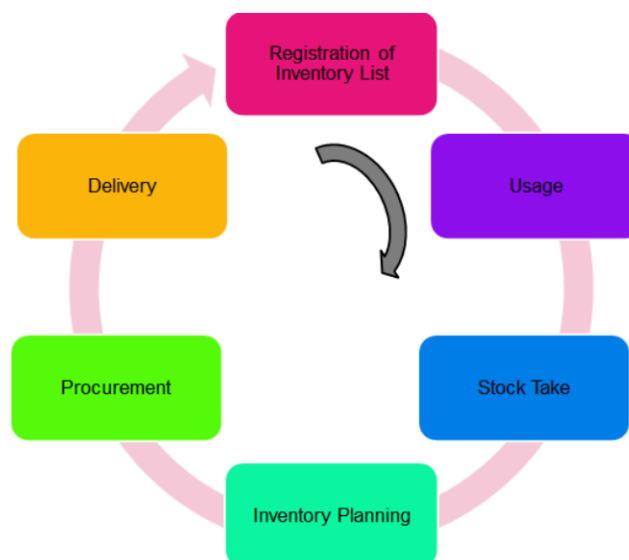 Registration of
Inventory List
Usage
Stock Take
Inventory Planning
Procurement
Delivery